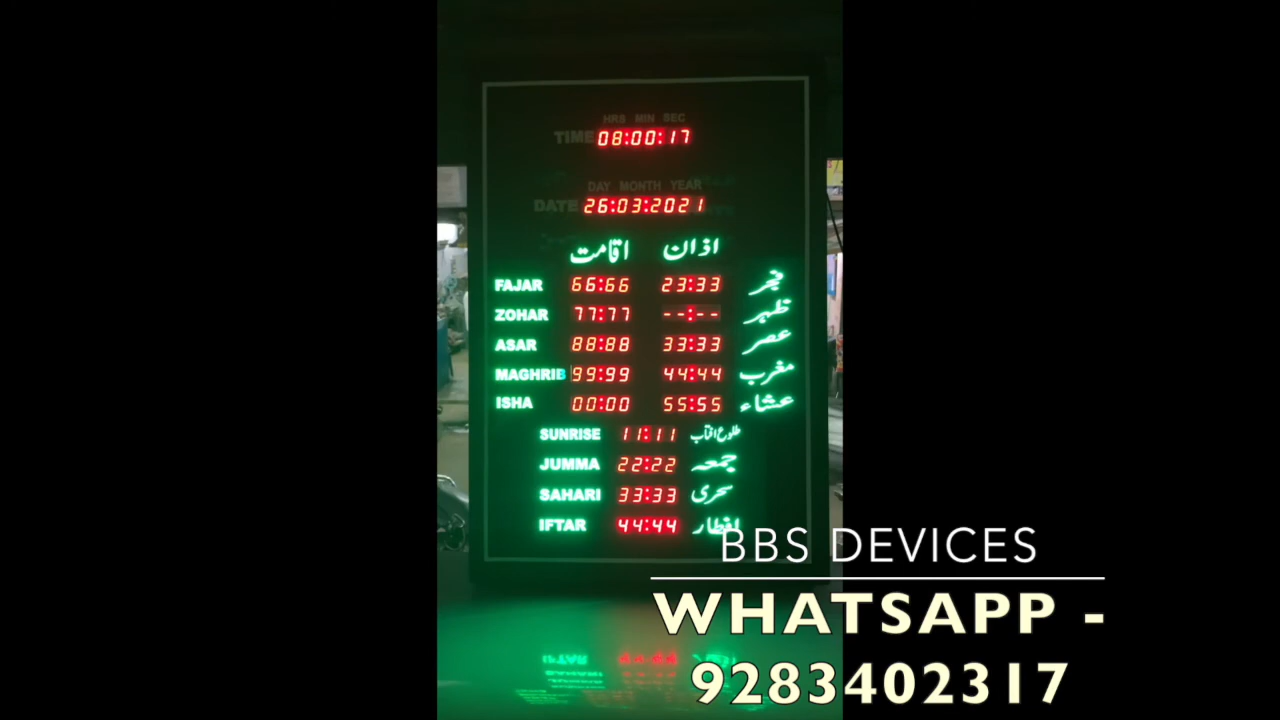 HRS MIN SEC
TIME 08:00:17
DAY MONTH YEAR
DATE 26:03:2021
اذان اقامت
FAJAR 66:66 23:33 فجر
ZOHAR 77:77 --:-- ظہر
ASAR 88:88 33:33 عصر
MAGHRIB 99:99 44:44 مغرب
ISHA 00:00 55:55 عشاء
SUNRISE 11:11 طلوع آفتاب
JUMMA 22:22 جمعہ
SAHARI 33:33 سحری
IFTAR 44:44 افطار
BBS DEVICES
WHATSAPP -
9283402317